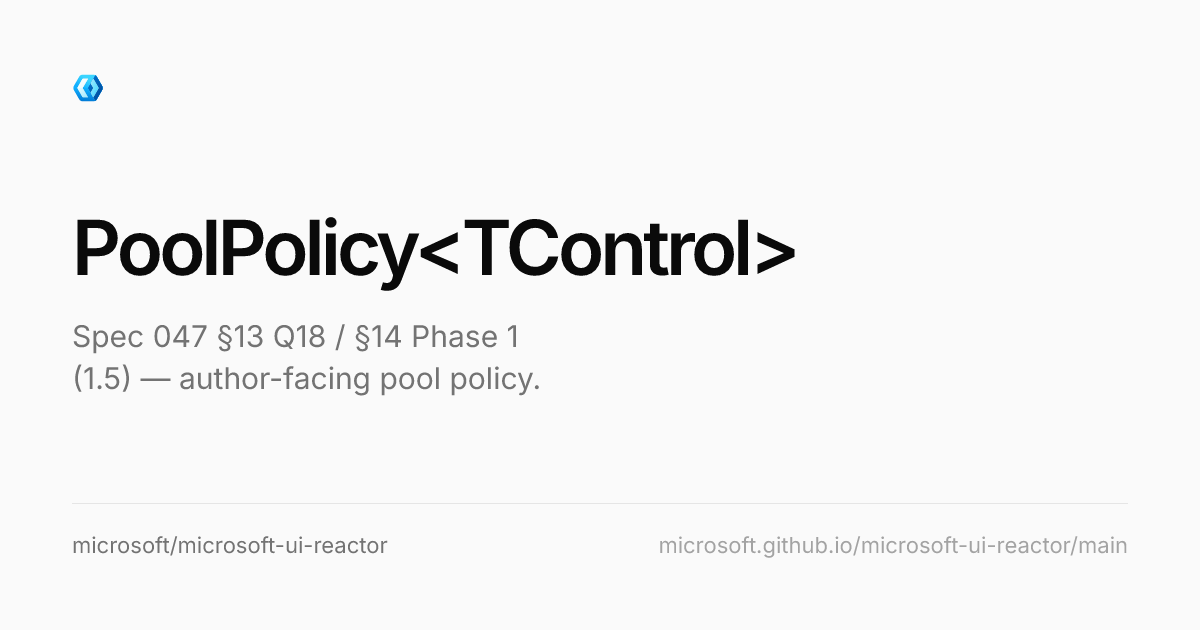 PoolPolicy<TControl>
Spec 047 §13 Q18 / §14 Phase 1
(1.5) — author-facing pool policy.
microsoft/microsoft-ui-reactor
microsoft.github.io/microsoft-ui-reactor/main